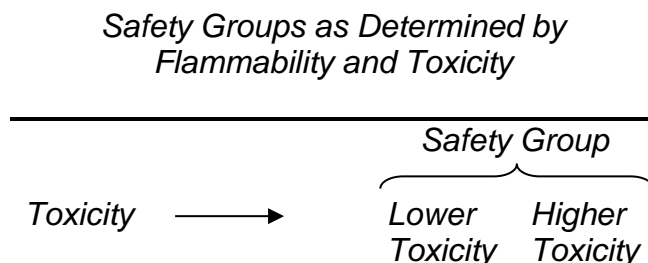 Safety Groups as Determined by
Flammability and Toxicity
Safety Group
Toxicity Lower Higher
Toxicity Toxicity